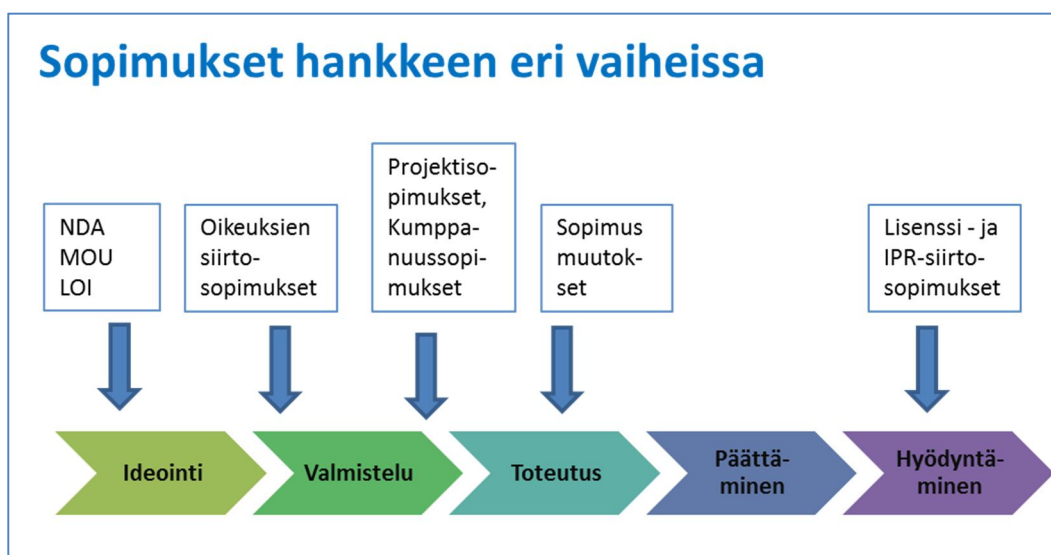 Sopimukset hankkeen eri vaiheissa
NDA
MOU
LOI
Oikeuksien
siirto-
sopimukset
Projektiso-
pimukset,
Kumppa-
nuussopi-
mukset
Sopimus
muutok-
set
Lisenssi - ja
IPR-siirto-
sopimukset
Ideointi
Valmistelu
Toteutus
Päättä-
minen
Hyödyntä-
minen